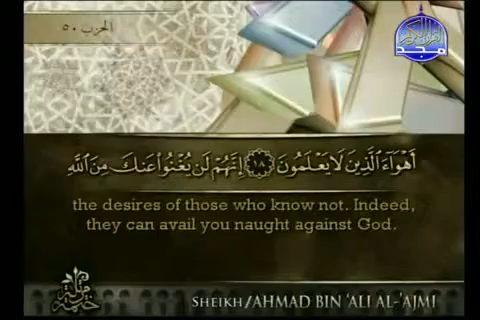 الحزب ٥٠
المجد
أَهْوَاءَ الَّذِينَ لَا يَعْلَمُونَ ١٨ إِنَّهُمْ لَن يُغْنُوا عَنكَ مِنَ اللَّهِ
the desires of those who know not. Indeed,
they can avail you naught against God.
SHEIKH/AHMAD BIN 'ALI AL-'AJMI